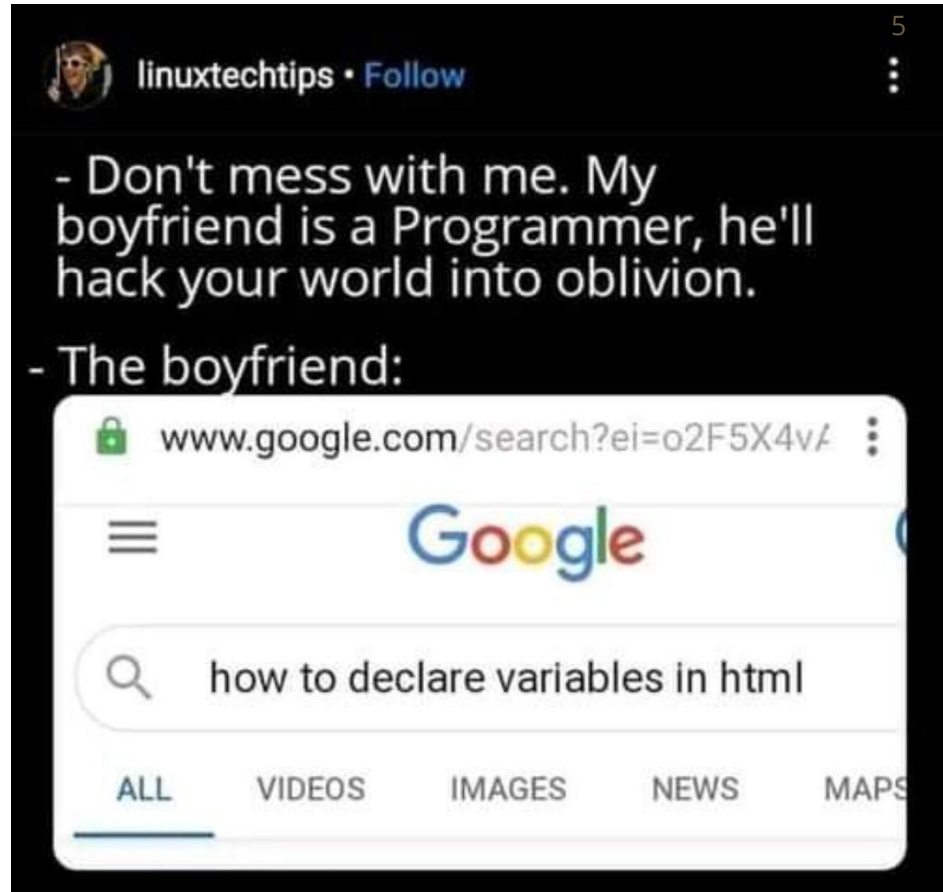 5
linuxtechtips • Follow
- Don't mess with me. My
boyfriend is a Programmer, he'll
hack your world into oblivion.
- The boyfriend:
www.google.com/search?ei=o2F5X4vA
Google
how to declare variables in html
ALL VIDEOS IMAGES NEWS MAPS